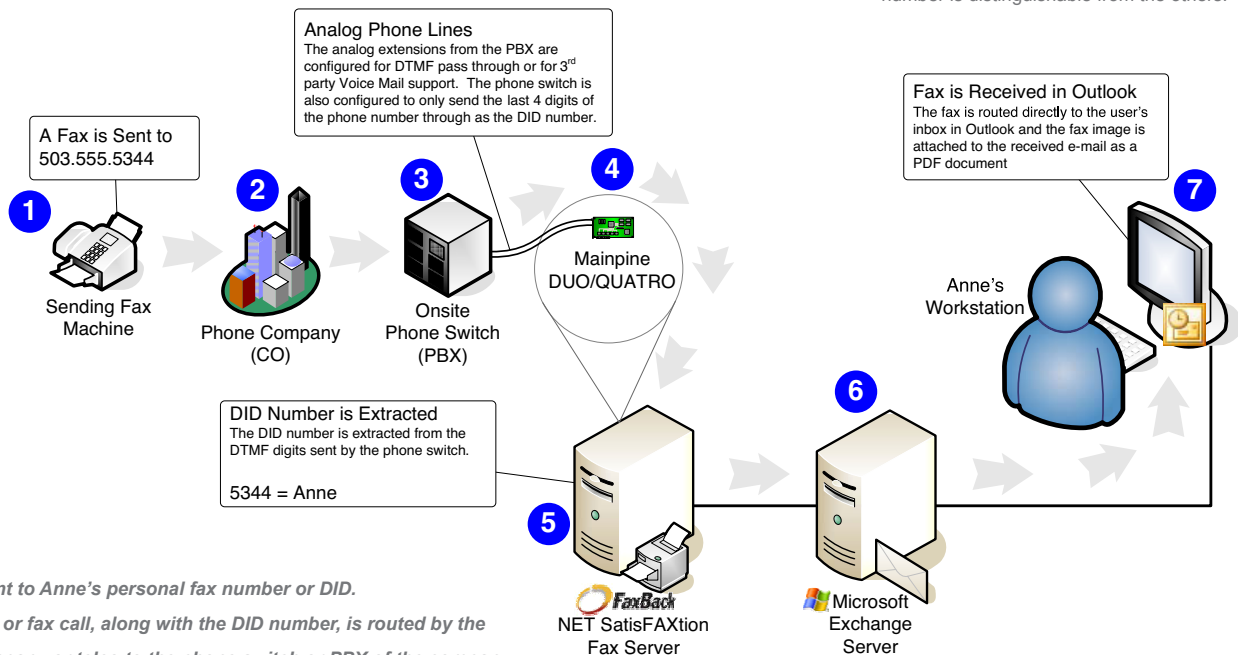 number is distinguishable from the others.
Analog Phone Lines
The analog extensions from the PBX are
configured for DTMF pass through or for 3rd
party Voice Mail support. The phone switch is
also configured to only send the last 4 digits of
the phone number through as the DID number.
A Fax is Sent to
503.555.5344
Fax is Received in Outlook
The fax is routed directly to the user's
inbox in Outlook and the fax image is
attached to the received e-mail as a
PDF document
1
2
3
4
7
Sending Fax
Machine
Phone Company
(CO)
Onsite
Phone Switch
(PBX)
Mainpine
DUO/QUATRO
Anne's
Workstation
DID Number is Extracted
The DID number is extracted from the
DTMF digits sent by the phone switch.
5344 = Anne
5
6
FaxBack
NET SatisFAXtion
Fax Server
Microsoft
Exchange
Server
nt to Anne's personal fax number or DID.
or fax call, along with the DID number, is routed by the